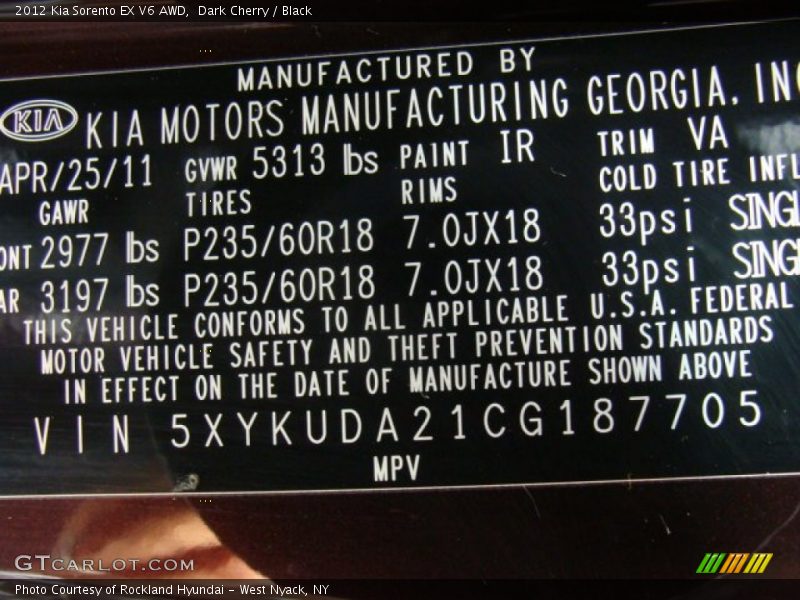 2012 Kia Sorento EX V6 AWD, Dark Cherry / Black
MANUFACTURED BY
KIA KIA MOTORS MANUFACTURING GEORGIA, INC
APR/25/11 GVWR 5313 lbs PAINT IR TRIM VA
GAWR TIRES RIMS COLD TIRE INFL
ONT 2977 lbs P235/60R18 7.0JX18 33psi SINGL
AR 3197 lbs P235/60R18 7.0JX18 33psi SINGL
THIS VEHICLE CONFORMS TO ALL APPLICABLE U.S.A. FEDERAL
MOTOR VEHICLE SAFETY AND THEFT PREVENTION STANDARDS
IN EFFECT ON THE DATE OF MANUFACTURE SHOWN ABOVE
VIN 5XYKUDA21CG187705
MPV
GTCARLOT.COM
Photo Courtesy of Rockland Hyundai - West Nyack, NY